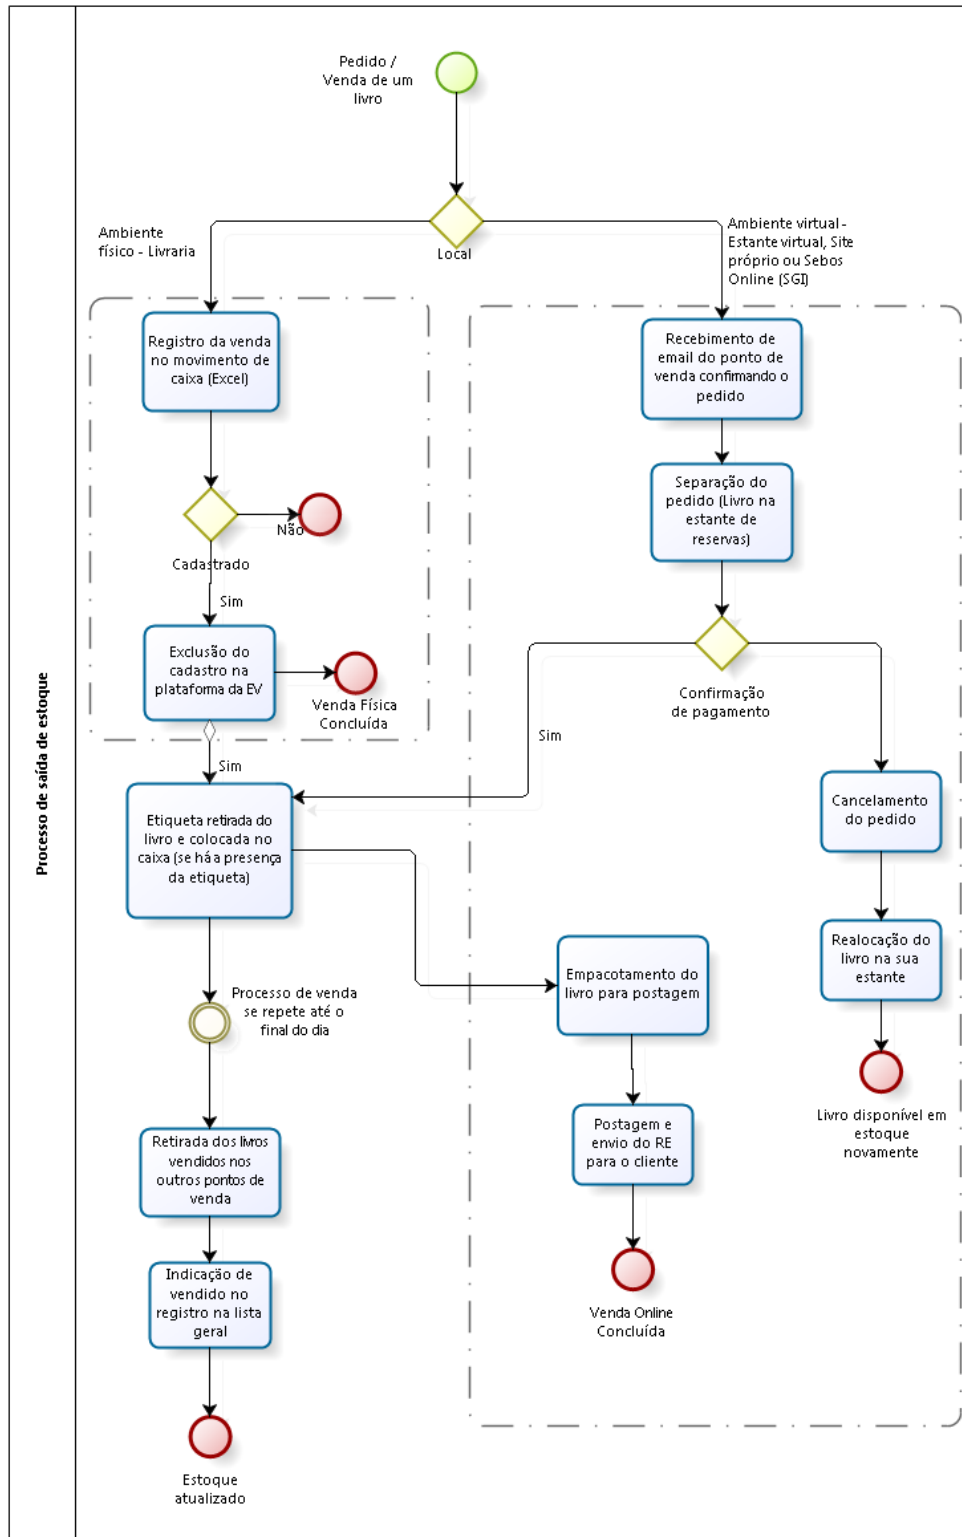 Processo de saída de estoque
Pedido /
Venda de um
livro
Local
Ambiente
físico - Livraria
Ambiente virtual -
Estante virtual, Site
próprio ou Sebos
Online (SGI)
Registro da venda
no movimento de
caixa (Excel)
Recebimento de
email do ponto de
venda confirmando o
pedido
Separação do
pedido (Livro na
estante de
reservas)
Não
Cadastrado
Sim
Exclusão do
cadastro na
plataforma da EV
Venda Física
Concluída
Confirmação
de pagamento
Sim
Sim
Etiqueta retirada do
livro e colocada no
caixa (se há a presença
da etiqueta)
Cancelamento
do pedido
Realocação do
livro na sua
estante
Empacotamento do
livro para postagem
Processo de venda
se repete até o
final do dia
Livro disponível em
estoque
novamente
Postagem e
envio do RE
para o cliente
Retirada dos livros
vendidos nos
outros pontos de
venda
Indicação de
vendido no
registro na lista
geral
Venda Online
Concluída
Estoque
atualizado